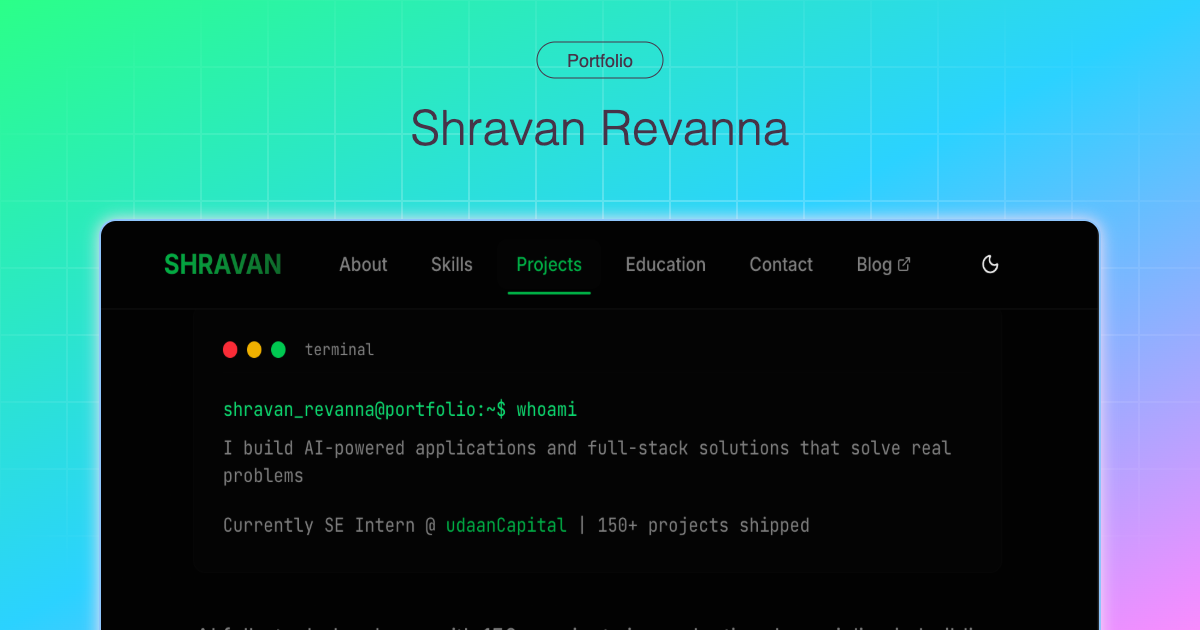 Portfolio
Shravan Revanna
SHRAVAN About Skills Projects Education Contact Blog
terminal
shravan_revanna@portfolio:~$ whoami
I build AI-powered applications and full-stack solutions that solve real
problems
Currently SE Intern @ udaanCapital | 150+ projects shipped